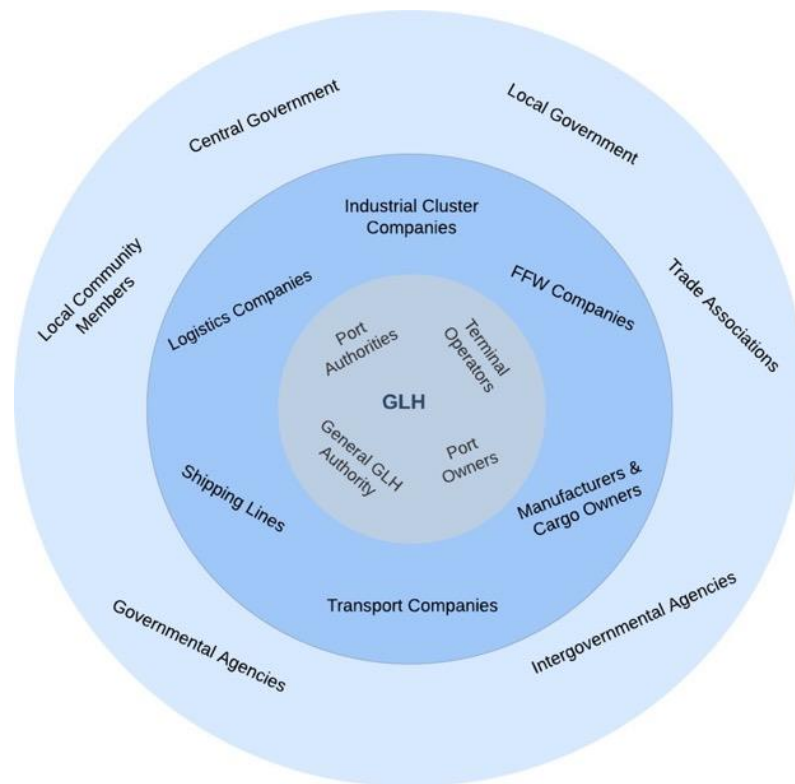 Central Government
Local Government
Local Community
Members
Trade Associations
Industrial Cluster
Companies
Logistics Companies
FFW Companies
Port
Authorities
Terminal
Operators
GLH
General GLH
Authority
Port
Owners
Shipping Lines
Manufacturers &
Cargo Owners
Transport Companies
Governmental Agencies
Intergovernmental Agencies